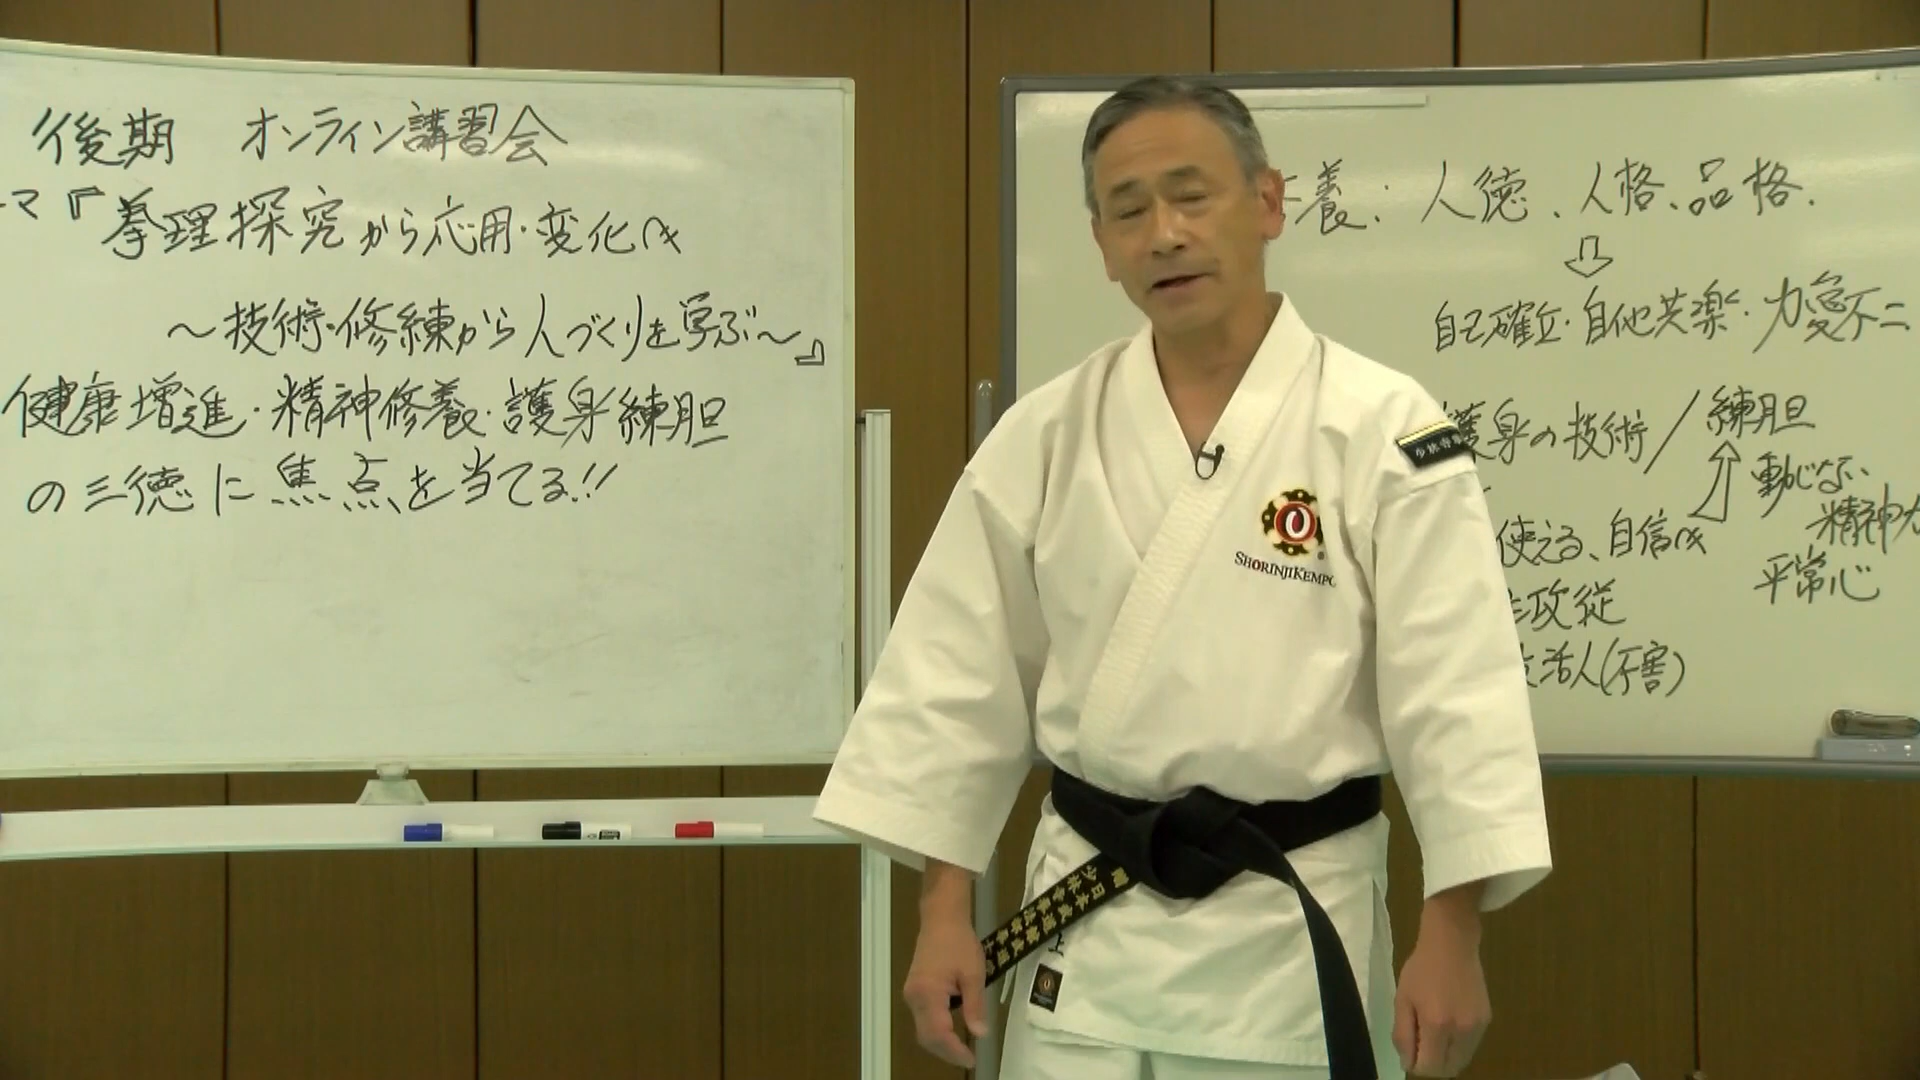 後期 オンライン講習会
マ『拳理探究から応用・変化へ
～技術・修練から人づくりを学ぶ～』
健康増進・精神修養・護身練胆
の三徳に焦点を当てる!!
養：人徳、人格、品格．
⇩
自己確立・自他共楽・力愛不二
護身の技術／練胆
動じない
精神力
使える、自信へ
平常心
攻従
活人(不害)
SHORINJIKEMPO